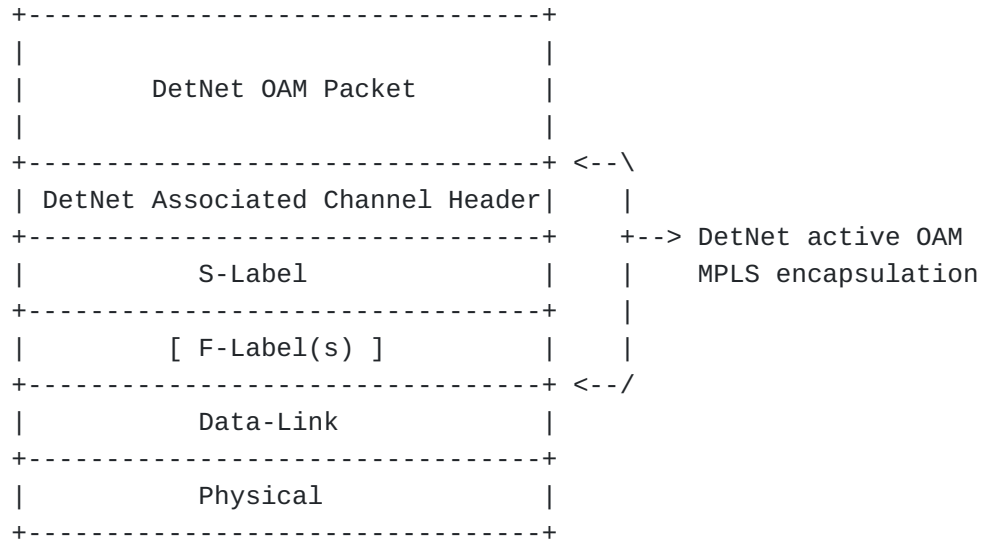 DetNet OAM Packet
DetNet Associated Channel Header
DetNet active OAM
S-Label
MPLS encapsulation
[ F-Label(s) ]
Data-Link
Physical